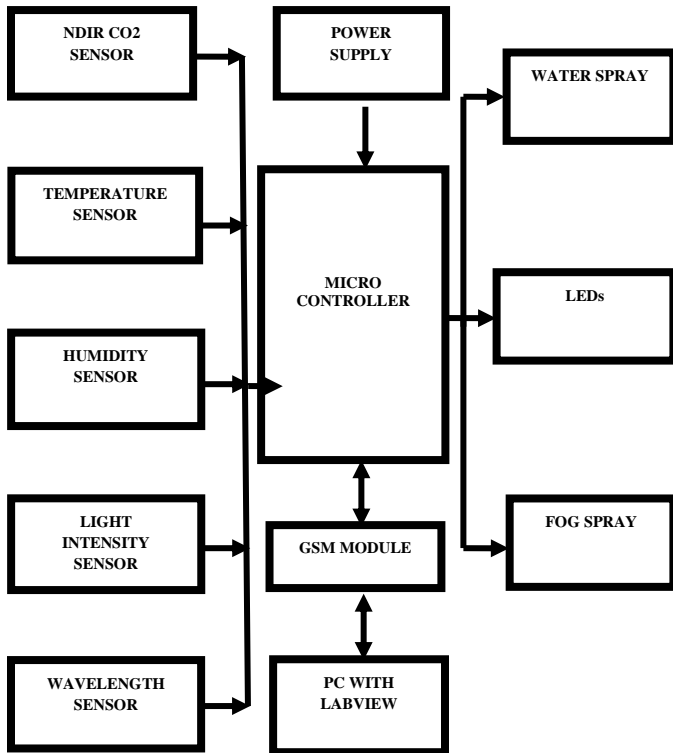 NDIR CO2
SENSOR
POWER
SUPPLY
WATER SPRAY
TEMPERATURE
SENSOR
MICRO
CONTROLLER
LEDs
HUMIDITY
SENSOR
LIGHT
INTENSITY
SENSOR
GSM MODULE
FOG SPRAY
WAVELENGTH
SENSOR
PC WITH
LABVIEW